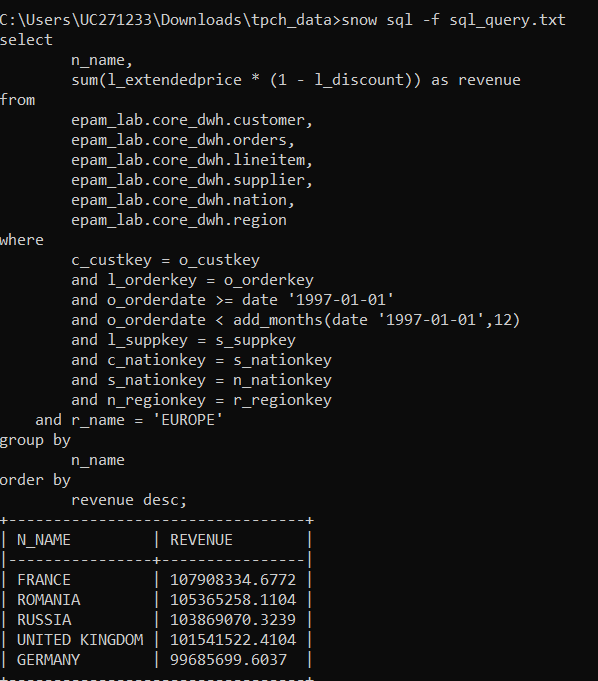 C:\Users\UC271233\Downloads\tpch_data>snow sql -f sql_query.txt
select
        n_name,
        sum(l_extendedprice * (1 - l_discount)) as revenue
from
        epam_lab.core_dwh.customer,
        epam_lab.core_dwh.orders,
        epam_lab.core_dwh.lineitem,
        epam_lab.core_dwh.supplier,
        epam_lab.core_dwh.nation,
        epam_lab.core_dwh.region
where
        c_custkey = o_custkey
        and l_orderkey = o_orderkey
        and o_orderdate >= date '1997-01-01'
        and o_orderdate < add_months(date '1997-01-01',12)
        and l_suppkey = s_suppkey
        and c_nationkey = s_nationkey
        and s_nationkey = n_nationkey
        and n_regionkey = r_regionkey
    and r_name = 'EUROPE'
group by
        n_name
order by
        revenue desc;
+---------------------------------+
| N_NAME         | REVENUE        |
|----------------+----------------|
| FRANCE         | 107908334.6772 |
| ROMANIA        | 105365258.1104 |
| RUSSIA         | 103869070.3239 |
| UNITED KINGDOM | 101541522.4104 |
| GERMANY        | 99685699.6037  |
+---------------------------------+